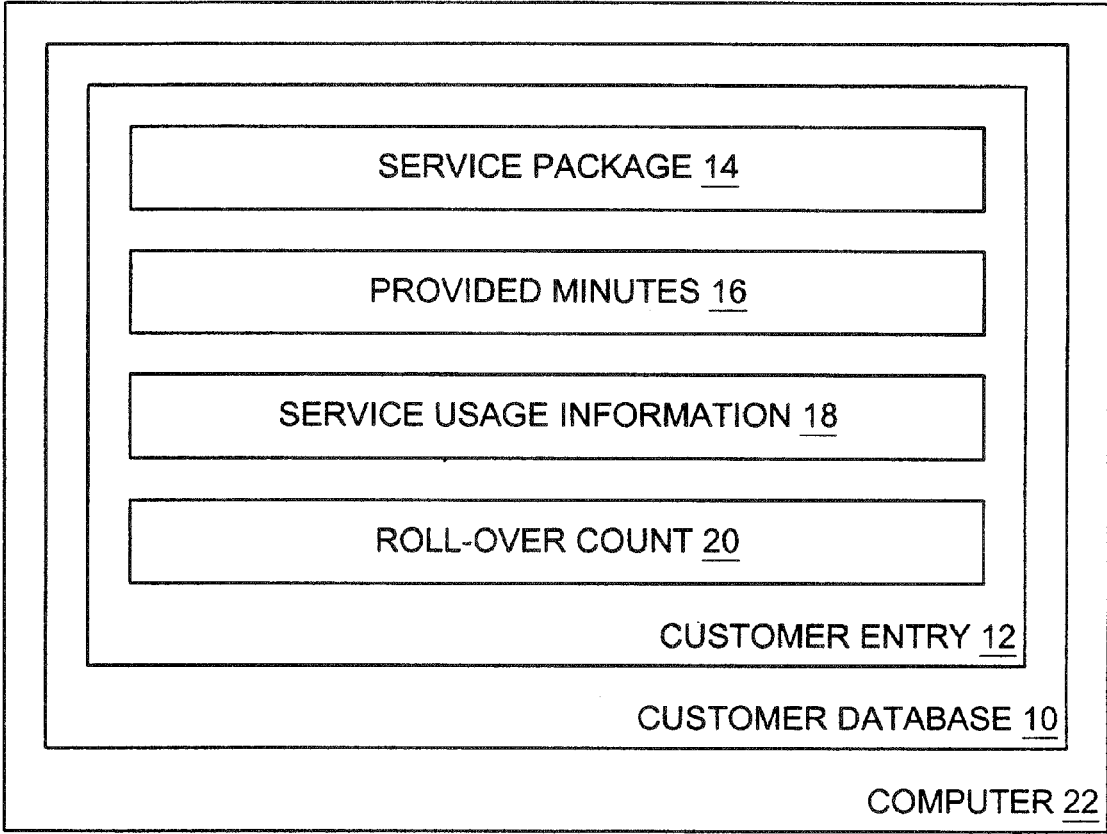 SERVICE PACKAGE 14
PROVIDED MINUTES 16
SERVICE USAGE INFORMATION 18
ROLL-OVER COUNT 20
CUSTOMER ENTRY 12
CUSTOMER DATABASE 10
COMPUTER 22